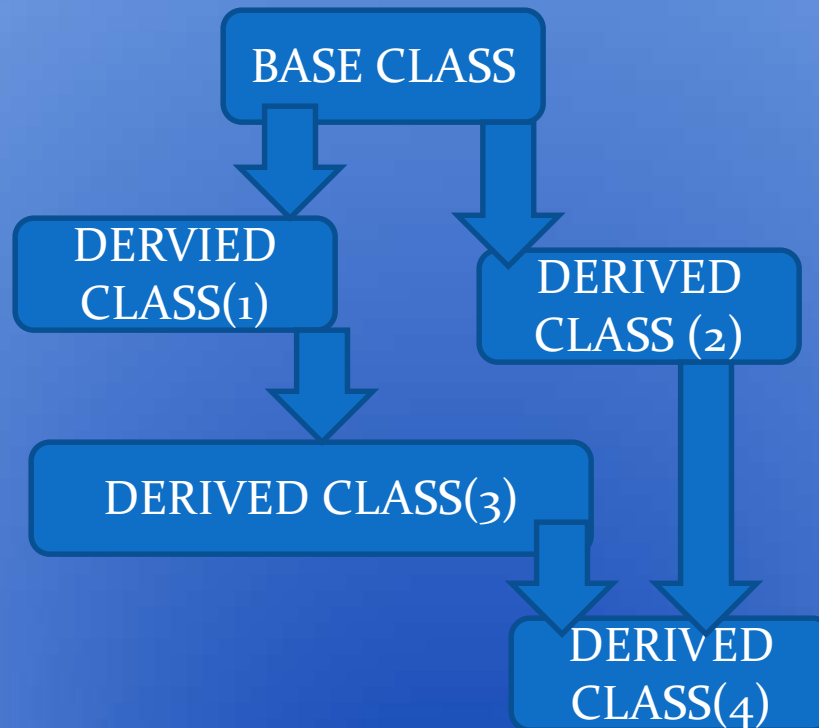 BASE CLASS
DERVIED
CLASS(1)
DERIVED
CLASS (2)
DERIVED CLASS(3)
DERIVED
CLASS(4)